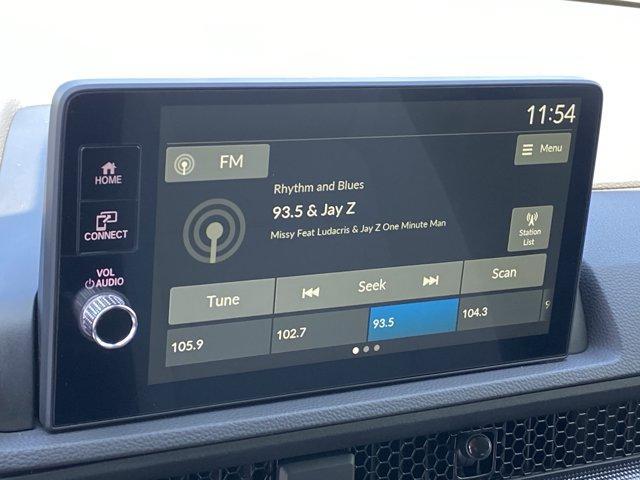 11:54
FM
Menu
HOME
Rhythm and Blues
93.5 & Jay Z
Missy Feat Ludacris & Jay Z One Minute Man
CONNECT
Station
List
VOL
AUDIO
Tune
Seek
Scan
105.9
102.7
93.5
104.3
9